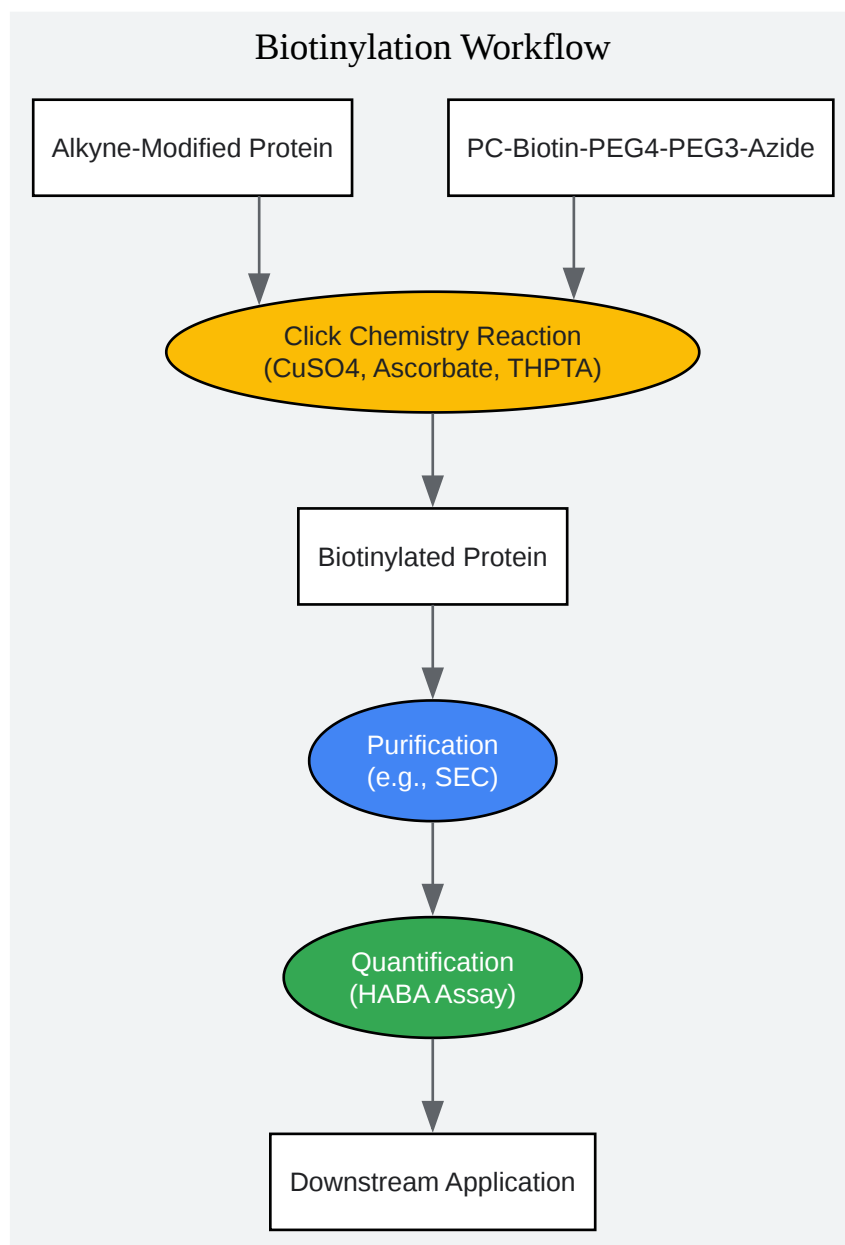 Biotinylation Workflow
Alkyne-Modified Protein
PC-Biotin-PEG4-PEG3-Azide
Click Chemistry Reaction
(CuSO4, Ascorbate, THPTA)
Biotinylated Protein
Purification
(e.g., SEC)
Quantification
(HABA Assay)
Downstream Application